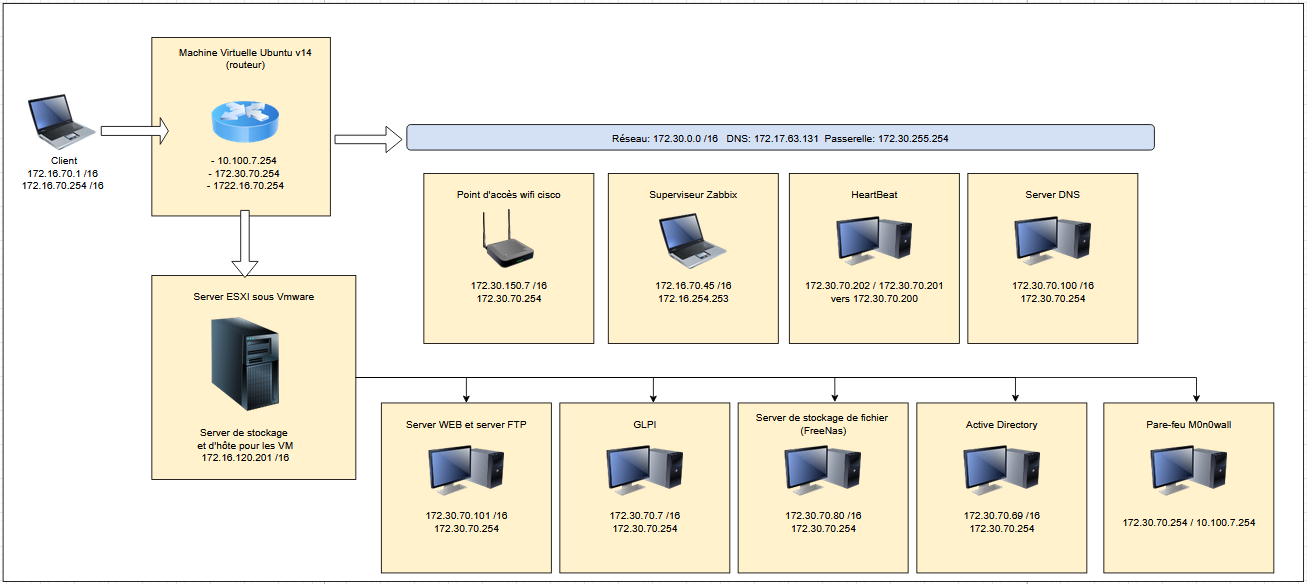 Machine Virtuelle Ubuntu v14
(routeur)
- 10.100.7.254
- 172.30.70.254
- 1722.16.70.254
Client
172.16.70.1 /16
172.16.70.254 /16
Réseau: 172.30.0.0 /16   DNS: 172.17.63.131  Passerelle: 172.30.255.254
Point d'accès wifi cisco
172.30.150.7 /16
172.30.70.254
Superviseur Zabbix
172.16.70.45 /16
172.16.254.253
HeartBeat
172.30.70.202 / 172.30.70.201
vers 172.30.70.200
Server DNS
172.30.70.100 /16
172.30.70.254
Server ESXI sous Vmware
Server de stockage
et d'hôte pour les VM
172.16.120.201 /16
Server WEB et server FTP
172.30.70.101 /16
172.30.70.254
GLPI
172.30.70.7 /16
172.30.70.254
Server de stockage de fichier
(FreeNas)
172.30.70.80 /16
172.30.70.254
Active Directory
172.30.70.69 /16
172.30.70.254
Pare-feu M0n0wall
172.30.70.254 / 10.100.7.254